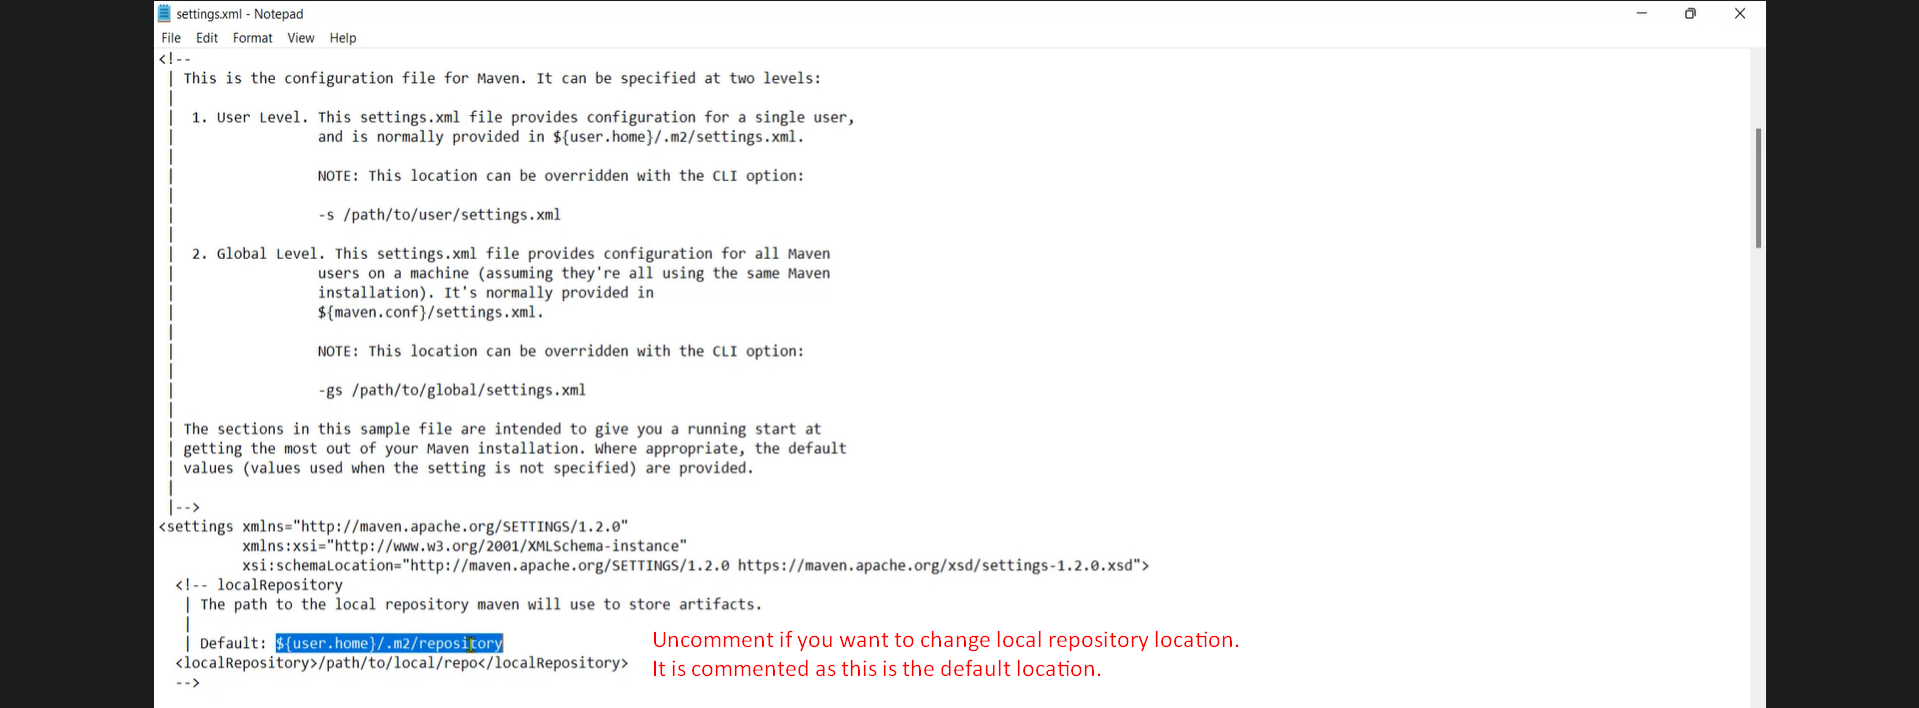 settings.xml - Notepad
File Edit Format View Help
<!--
| This is the configuration file for Maven. It can be specified at two levels:
|
| 1. User Level. This settings.xml file provides configuration for a single user,
| and is normally provided in ${user.home}/.m2/settings.xml.
|
| NOTE: This location can be overridden with the CLI option:
|
| -s /path/to/user/settings.xml
|
| 2. Global Level. This settings.xml file provides configuration for all Maven
| users on a machine (assuming they're all using the same Maven
| installation). It's normally provided in
| ${maven.conf}/settings.xml.
|
| NOTE: This location can be overridden with the CLI option:
|
| -gs /path/to/global/settings.xml
|
| The sections in this sample file are intended to give you a running start at
| getting the most out of your Maven installation. Where appropriate, the default
| values (values used when the setting is not specified) are provided.
|
|-->
<settings xmlns="http://maven.apache.org/SETTINGS/1.2.0"
xmlns:xsi="http://www.w3.org/2001/XMLSchema-instance"
xsi:schemaLocation="http://maven.apache.org/SETTINGS/1.2.0 https://maven.apache.org/xsd/settings-1.2.0.xsd">
<!-- localRepository
| The path to the local repository maven will use to store artifacts.
|
| Default: ${user.home}/.m2/repository
<localRepository>/path/to/local/repo</localRepository>
-->
Uncomment if you want to change local repository location.
It is commented as this is the default location.